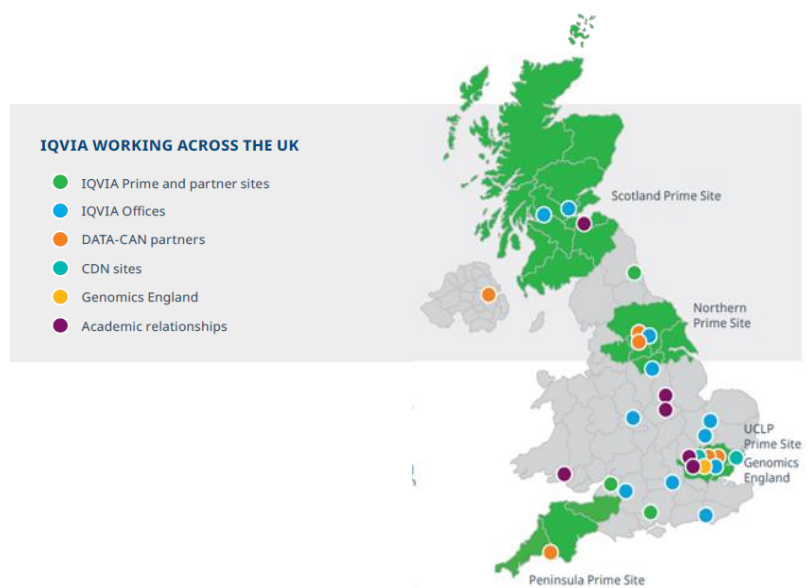 IQVIA WORKING ACROSS THE UK
IQVIA Prime and partner sites
IQVIA Offices
DATA-CAN partners
CDN sites
Genomics England
Academic relationships
Scotland Prime Site
Northern
Prime Site
UCLP
Prime Site
Genomics
England
Peninsula Prime Site